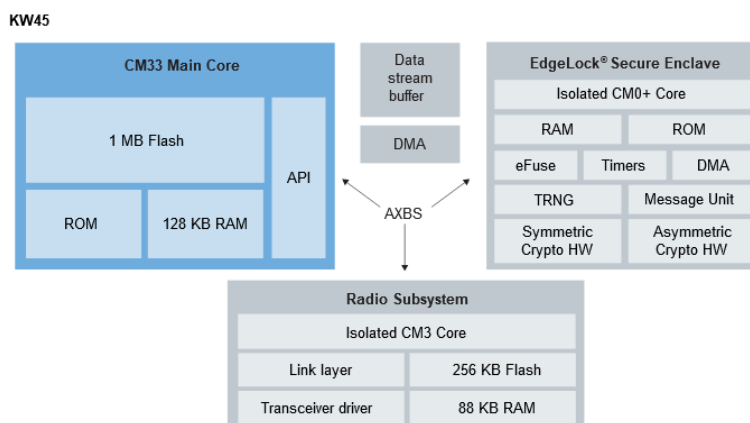 KW45
CM33 Main Core
1 MB Flash
API
ROM
128 KB RAM
Data
stream
buffer
DMA
AXBS
EdgeLock® Secure Enclave
Isolated CM0+ Core
RAM
ROM
eFuse
Timers
DMA
TRNG
Message Unit
Symmetric
Crypto HW
Asymmetric
Crypto HW
Radio Subsystem
Isolated CM3 Core
Link layer
256 KB Flash
Transceiver driver
88 KB RAM